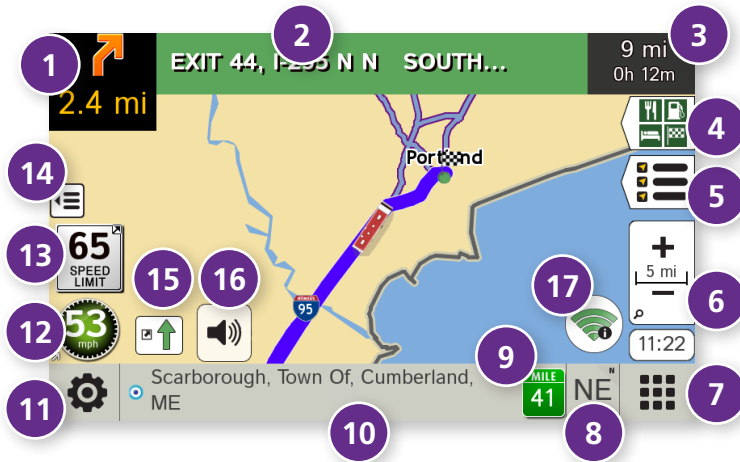 1
2
3
EXIT 44, I-295 N N SOUTH...
9 mi
0h 12m
2.4 mi
4
Portland
14
5
13
65
SPEED
LIMIT
15
16
17
+
5 mi
−
6
12
53
mph
95
11:22
9
11
Scarborough, Town Of, Cumberland,
ME
MILE
41
NE
N
7
10
8